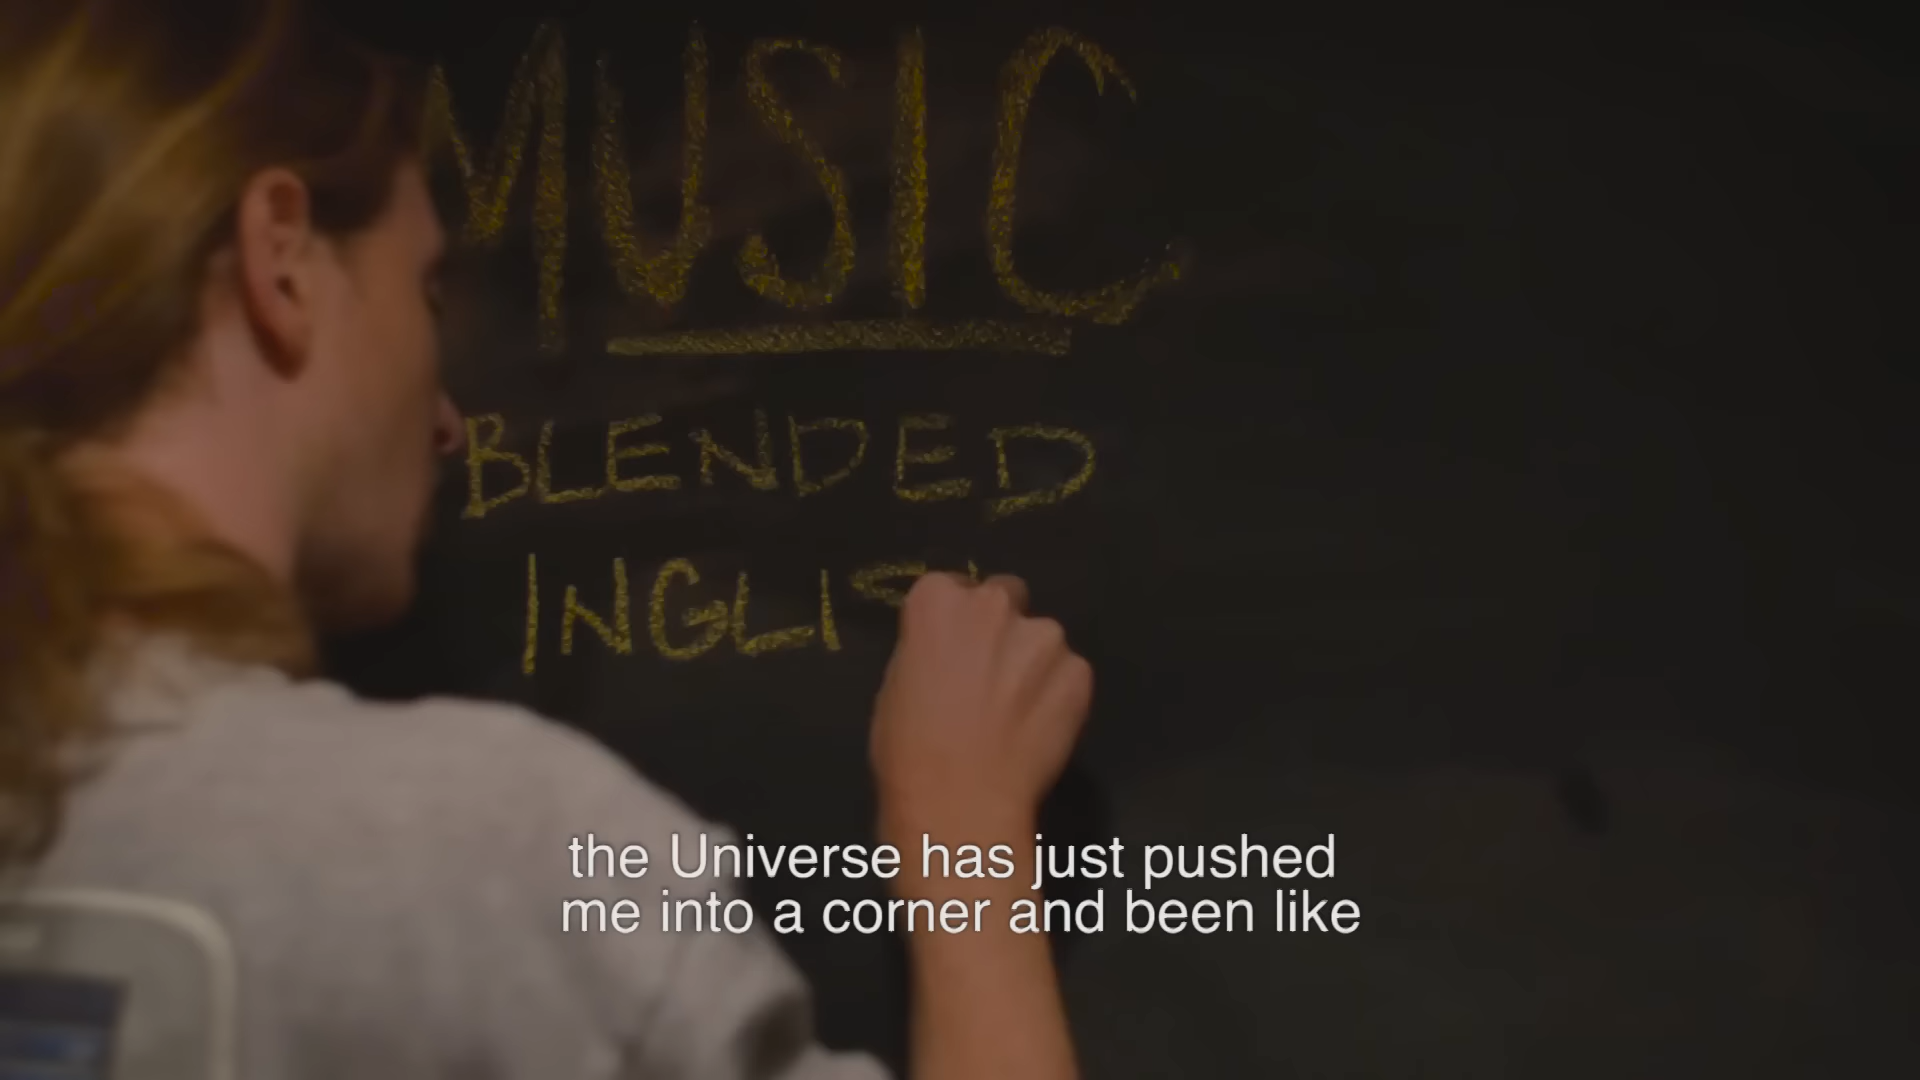 MUSIC
BLENDED
INGLIS
the Universe has just pushed
me into a corner and been like